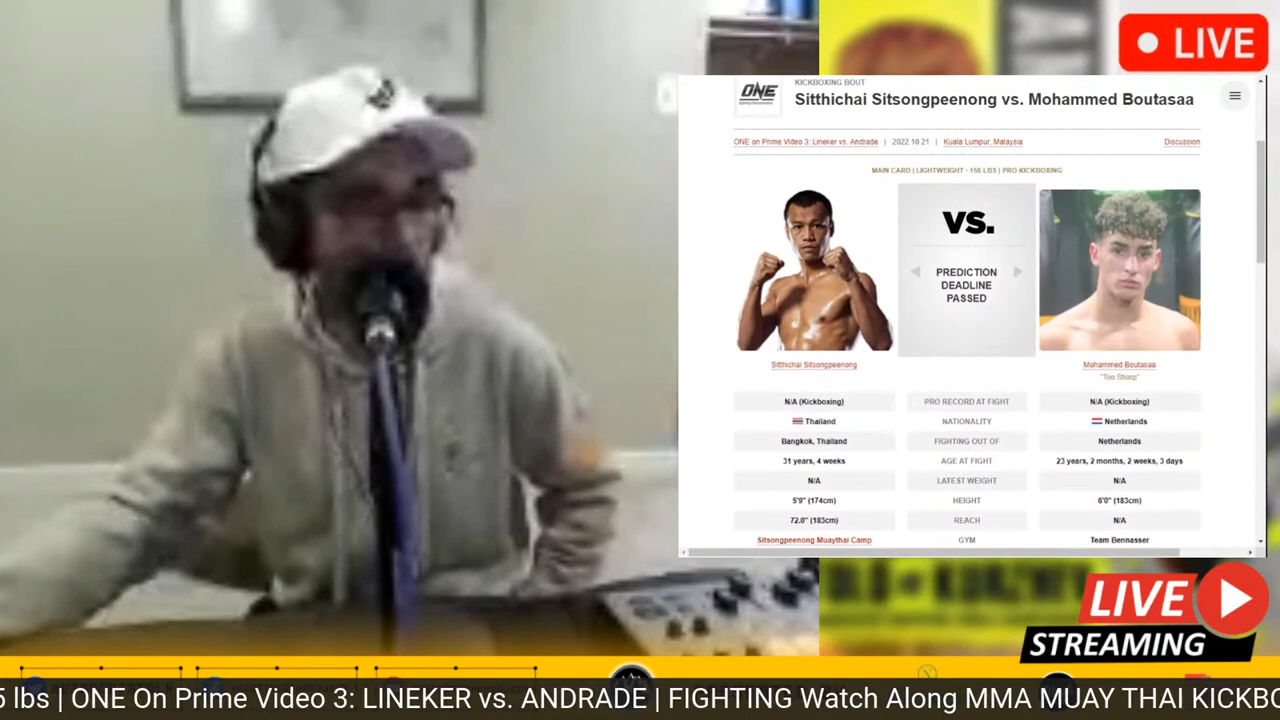 LIVE
KICKBOXING BOUT
ONE
Sitthichai Sitsongpeenong vs. Mohammed Boutasaa
ONE on Prime Video 3: Lineker vs. Andrade | 2022.10.21 | Kuala Lumpur, Malaysia
Discussion
MAIN CARD | LIGHTWEIGHT - 155 LBS | PRO KICKBOXING
VS.
PREDICTION
DEADLINE
PASSED
Sitthichai Sitsongpeenong
Mohammed Boutasaa
"Too Sharp"
N/A (Kickboxing) PRO RECORD AT FIGHT N/A (Kickboxing)
Thailand NATIONALITY Netherlands
Bangkok, Thailand FIGHTING OUT OF Netherlands
31 years, 4 weeks AGE AT FIGHT 23 years, 2 months, 2 weeks, 3 days
N/A LATEST WEIGHT N/A
5'9" (174cm) HEIGHT 6'0" (183cm)
72.0" (183cm) REACH N/A
Sitsongpeenong Muaythai Camp GYM Team Bennasser
LIVE
STREAMING
5 lbs | ONE On Prime Video 3: LINEKER vs. ANDRADE | FIGHTING Watch Along MMA MUAY THAI KICKBO